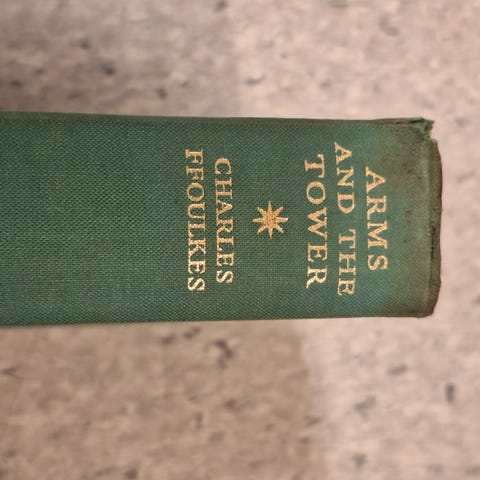 ARMS
AND THE
TOWER
CHARLES
FFOULKES